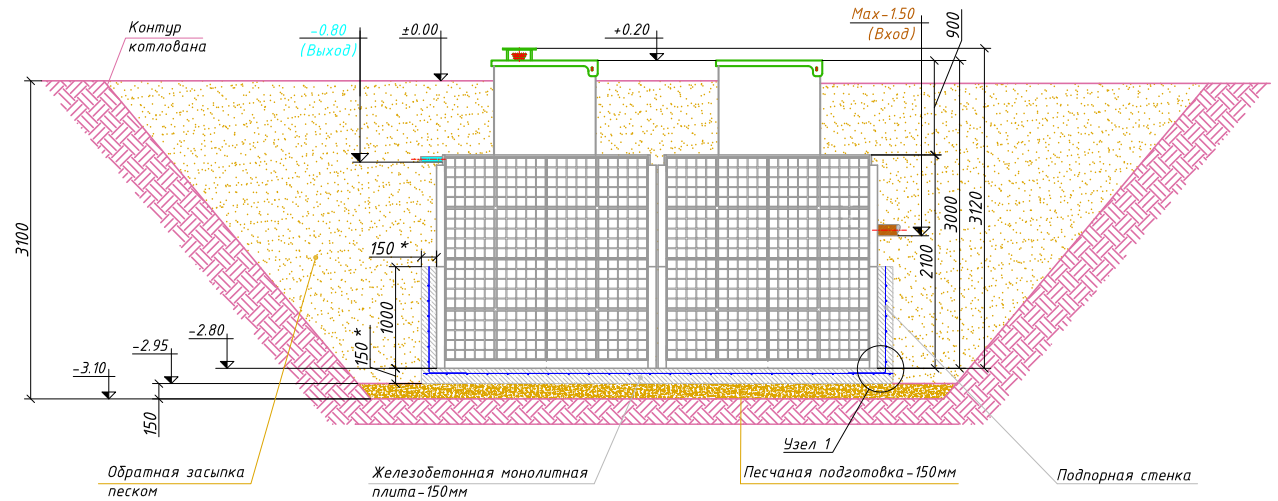 Контур
котлована
-0.80
(Выход)
±0.00
+0.20
Max-1.50
(Вход)
900
3100
150 *
1000
150 *
2100
3000
3120
-2.80
-2.95
-3.10
150
Узел 1
Обратная засыпка
песком
Железобетонная монолитная
плита-150мм
Песчаная подготовка-150мм
Подпорная стенка